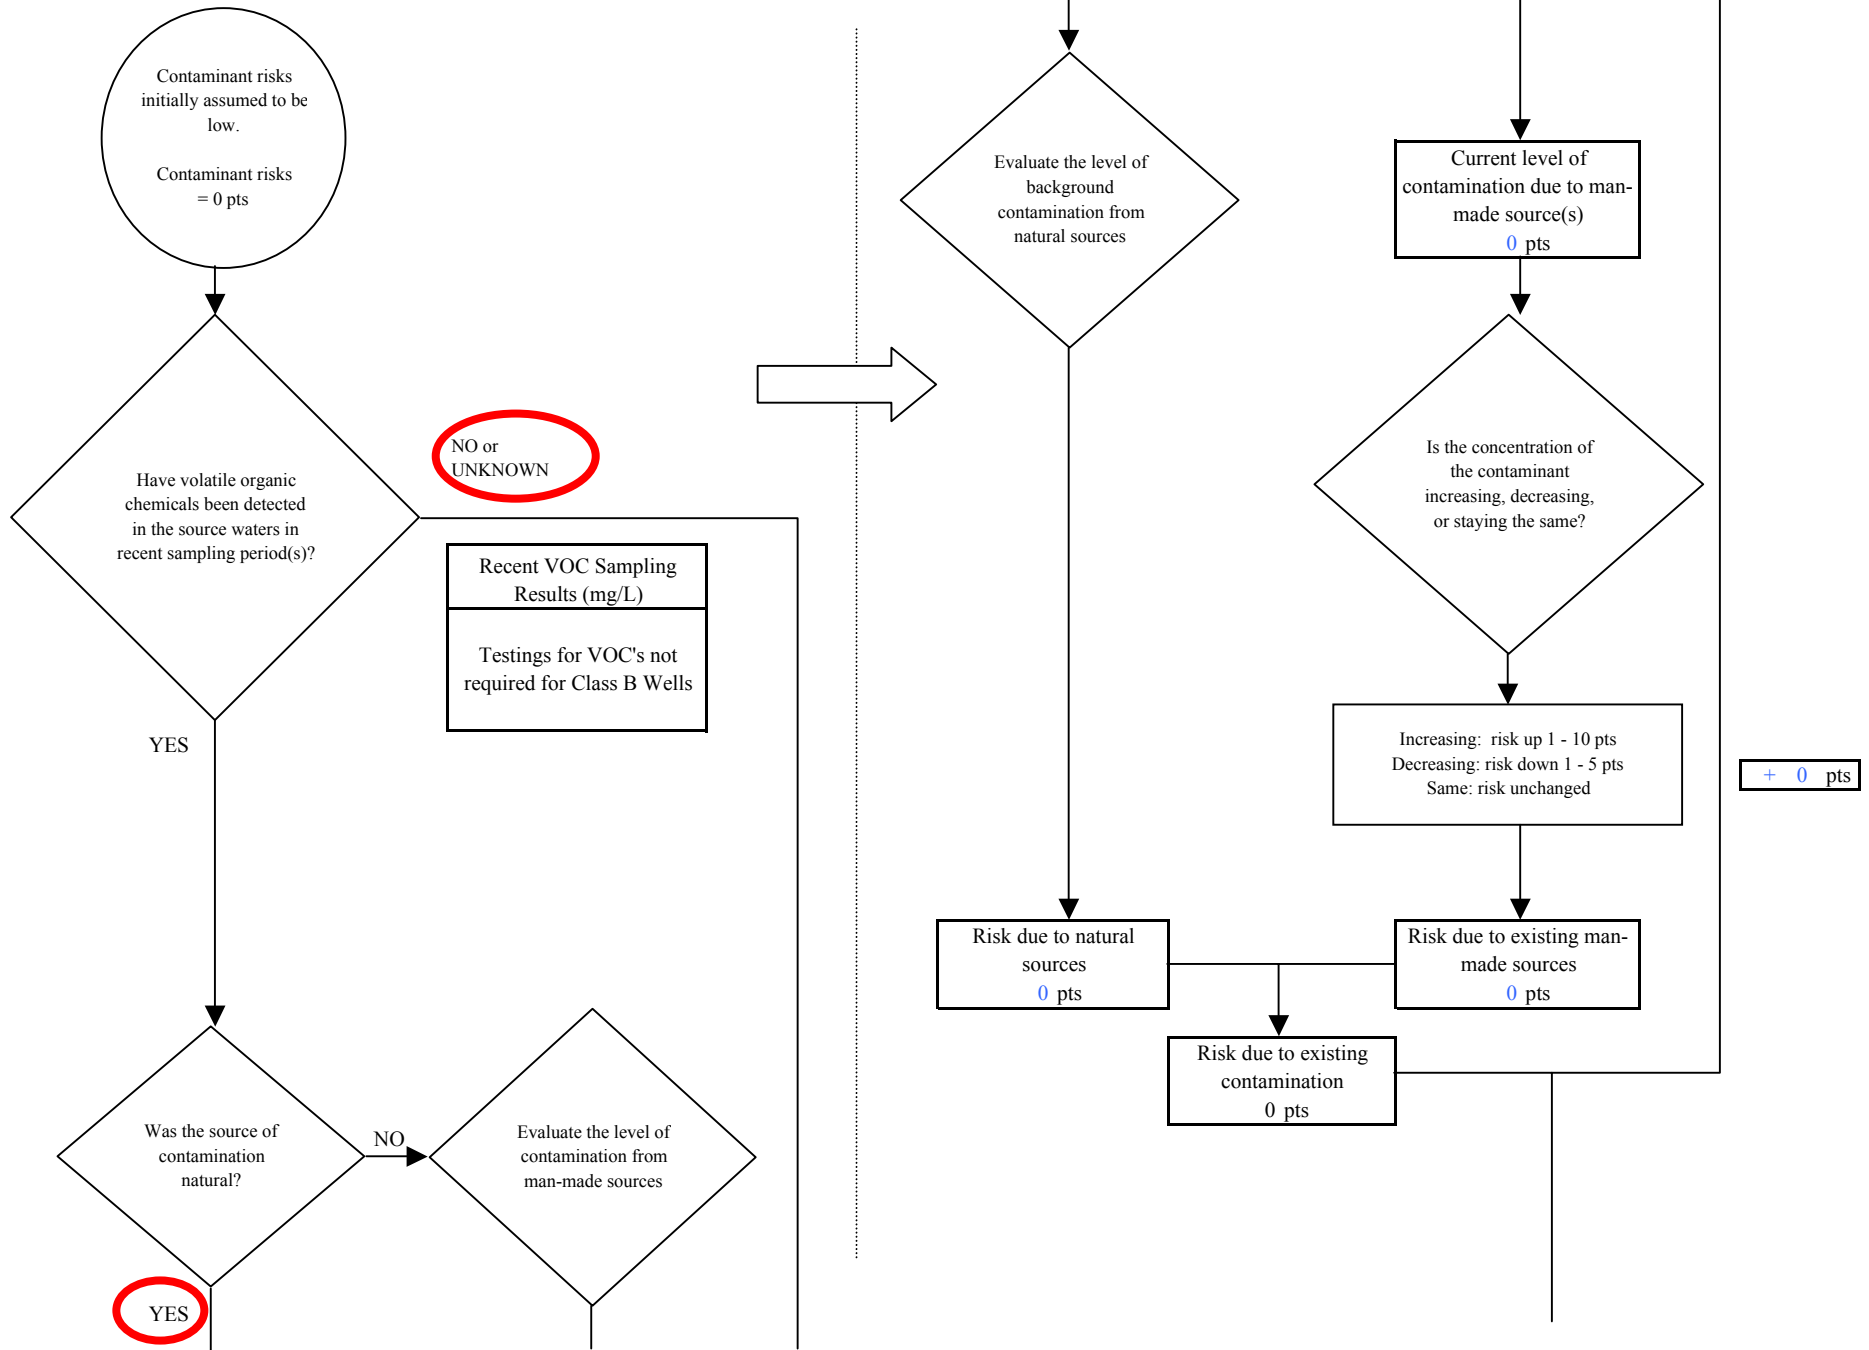 Contaminant risks
initially assumed to be
low.
Contaminant risks
= 0 pts
Have volatile organic
chemicals been detected
in the source waters in
recent sampling period(s)?
NO or
UNKNOWN
Recent VOC Sampling
Results (mg/L)
Testings for VOC's not
required for Class B Wells
YES
Was the source of
contamination
natural?
NO
Evaluate the level of
contamination from
man-made sources
YES
Evaluate the level of
background
contamination from
natural sources
Current level of
contamination due to man-
made source(s)
0 pts
Is the concentration of
the contaminant
increasing, decreasing,
or staying the same?
Increasing: risk up 1 - 10 pts
Decreasing: risk down 1 - 5 pts
Same: risk unchanged
+ 0 pts
Risk due to natural
sources
0 pts
Risk due to existing man-
made sources
0 pts
Risk due to existing
contamination
0 pts